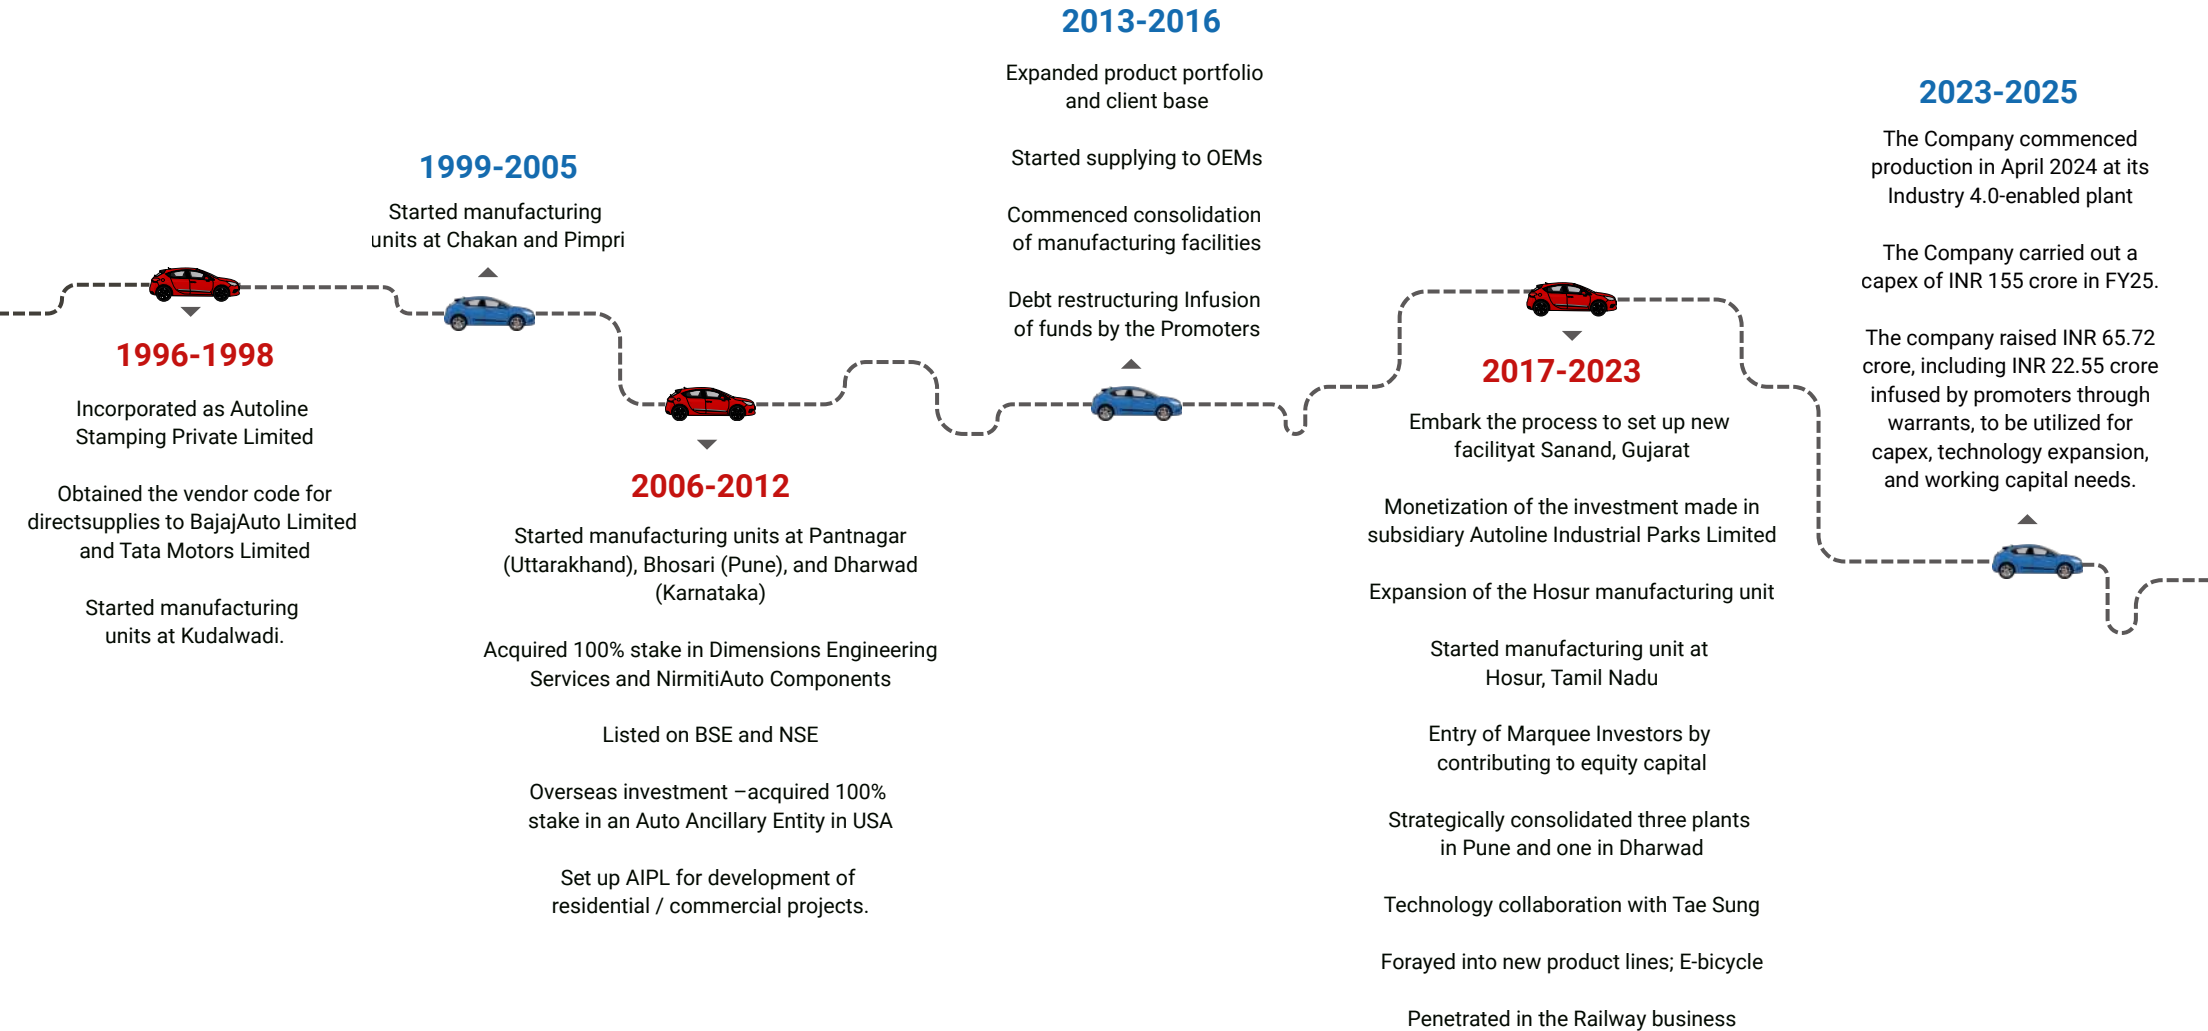 1996-1998
Incorporated as Autoline
Stamping Private Limited
Obtained the vendor code for
directsupplies to BajajAuto Limited
and Tata Motors Limited
Started manufacturing
units at Kudalwadi.
1999-2005
Started manufacturing
units at Chakan and Pimpri
2006-2012
Started manufacturing units at Pantnagar
(Uttarakhand), Bhosari (Pune), and Dharwad
(Karnataka)
Acquired 100% stake in Dimensions Engineering
Services and NirmitiAuto Components
Listed on BSE and NSE
Overseas investment –acquired 100%
stake in an Auto Ancillary Entity in USA
Set up AIPL for development of
residential / commercial projects.
2013-2016
Expanded product portfolio
and client base
Started supplying to OEMs
Commenced consolidation
of manufacturing facilities
Debt restructuring Infusion
of funds by the Promoters
2017-2023
Embark the process to set up new
facilityat Sanand, Gujarat
Monetization of the investment made in
subsidiary Autoline Industrial Parks Limited
Expansion of the Hosur manufacturing unit
Started manufacturing unit at
Hosur, Tamil Nadu
Entry of Marquee Investors by
contributing to equity capital
Strategically consolidated three plants
in Pune and one in Dharwad
Technology collaboration with Tae Sung
Forayed into new product lines; E-bicycle
Penetrated in the Railway business
2023-2025
The Company commenced
production in April 2024 at its
Industry 4.0-enabled plant
The Company carried out a
capex of INR 155 crore in FY25.
The company raised INR 65.72
crore, including INR 22.55 crore
infused by promoters through
warrants, to be utilized for
capex, technology expansion,
and working capital needs.